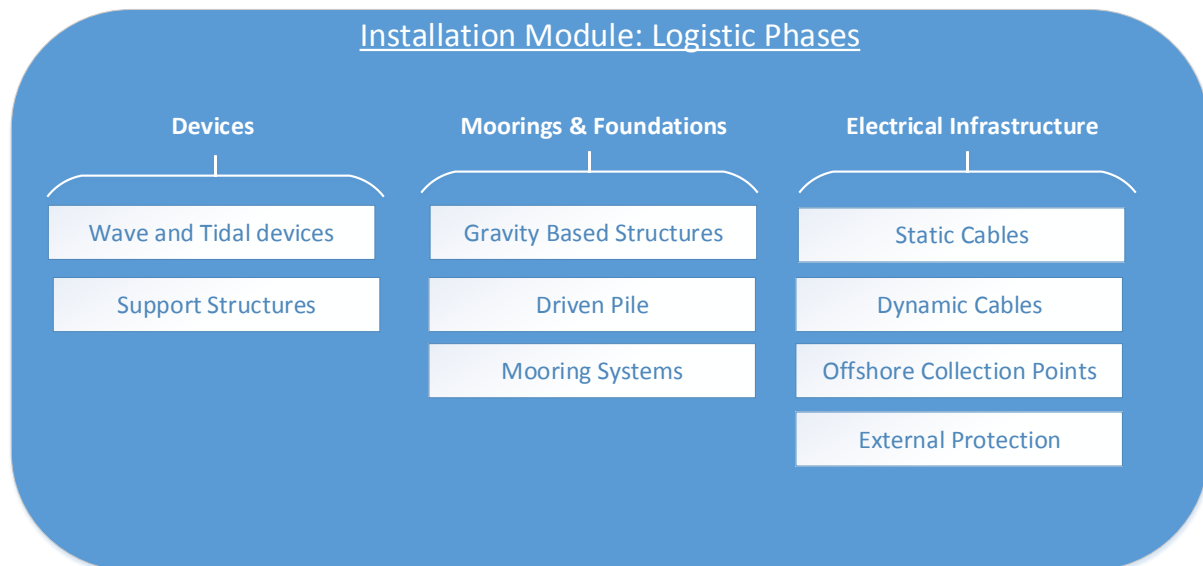 Installation Module: Logistic Phases
Devices
Wave and Tidal devices
Support Structures
Moorings & Foundations
Gravity Based Structures
Driven Pile
Mooring Systems
Electrical Infrastructure
Static Cables
Dynamic Cables
Offshore Collection Points
External Protection